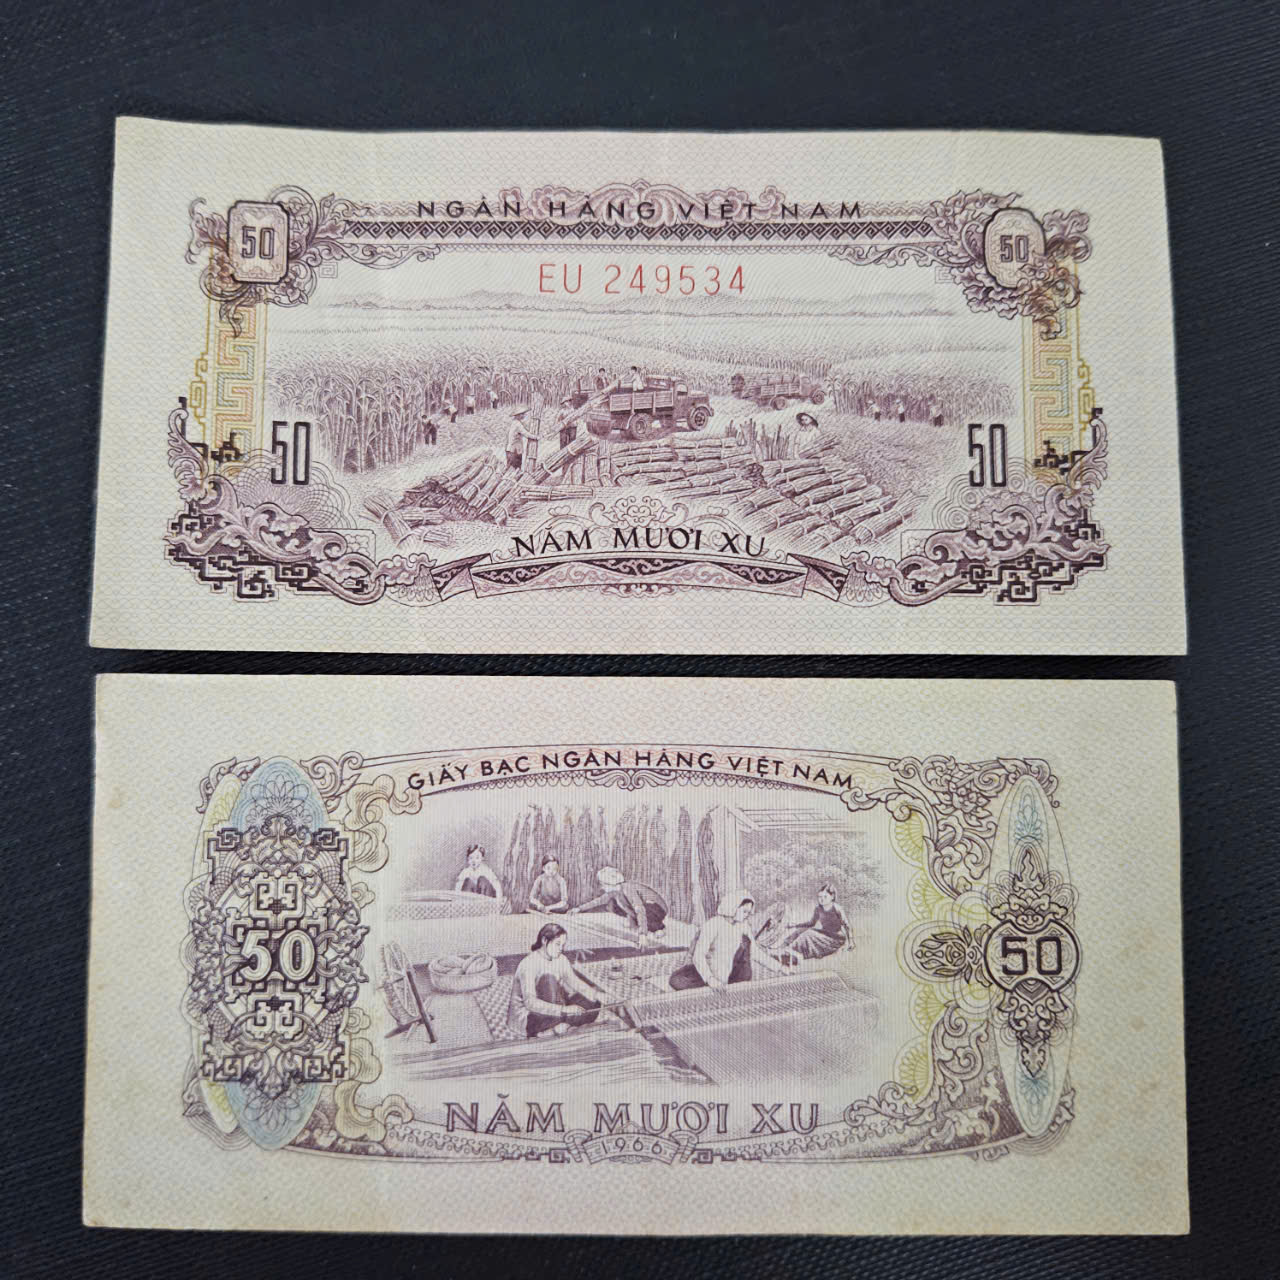 NGÂN HÀNG VIỆT NAM
50
50
EU 249534
50
50
NĂM MƯƠI XU
GIẤY BẠC NGÂN HÀNG VIỆT NAM
50
50
NĂM MƯƠI XU
1966